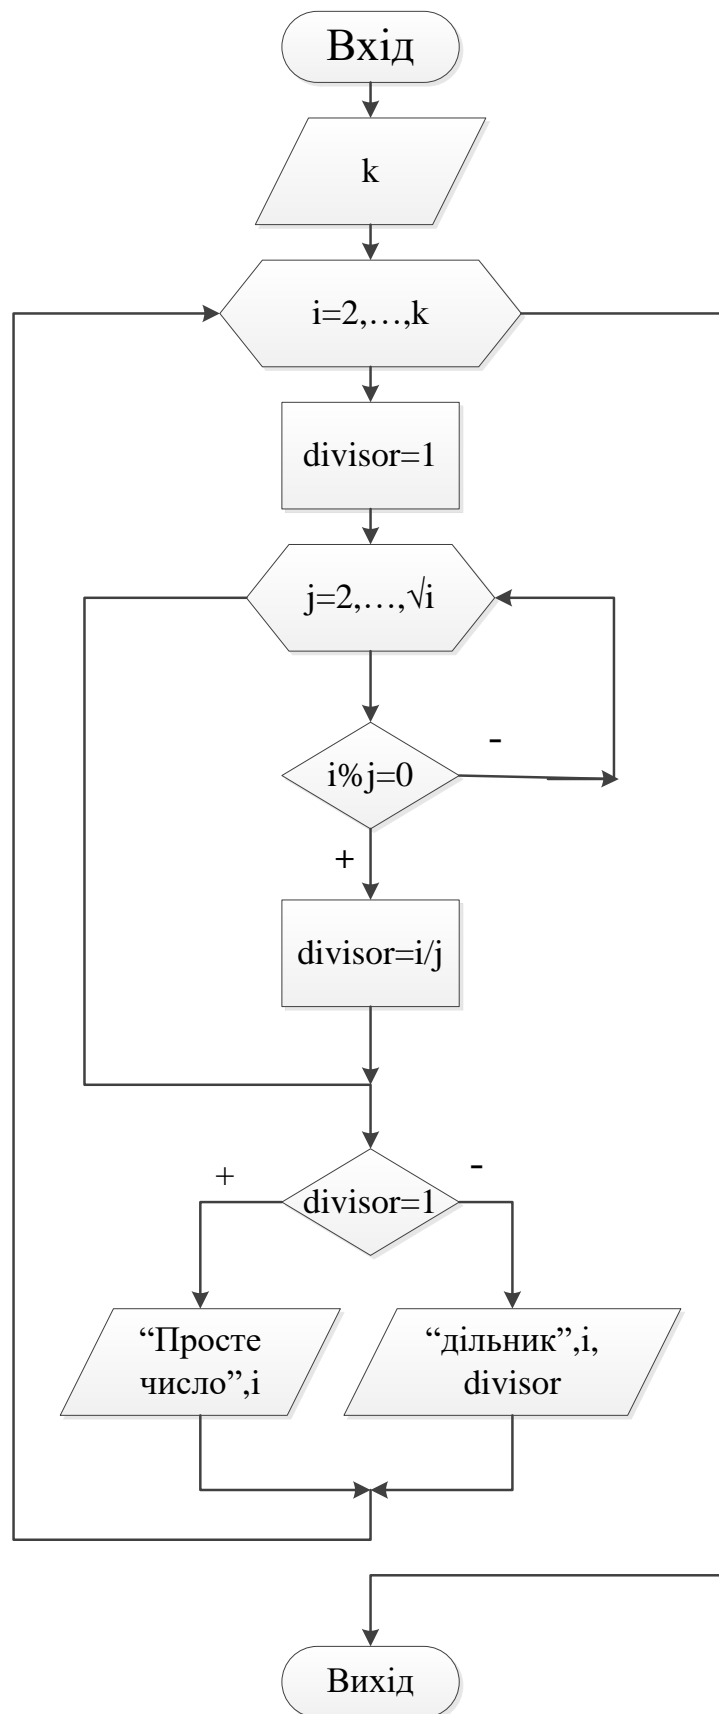 Вхід
k
i=2,...,k
divisor=1
j=2,...,√i
i%j=0
-
+
divisor=i/j
divisor=1
+
-
“Просте
число”,i
“дільник”,i,
divisor
Вихід